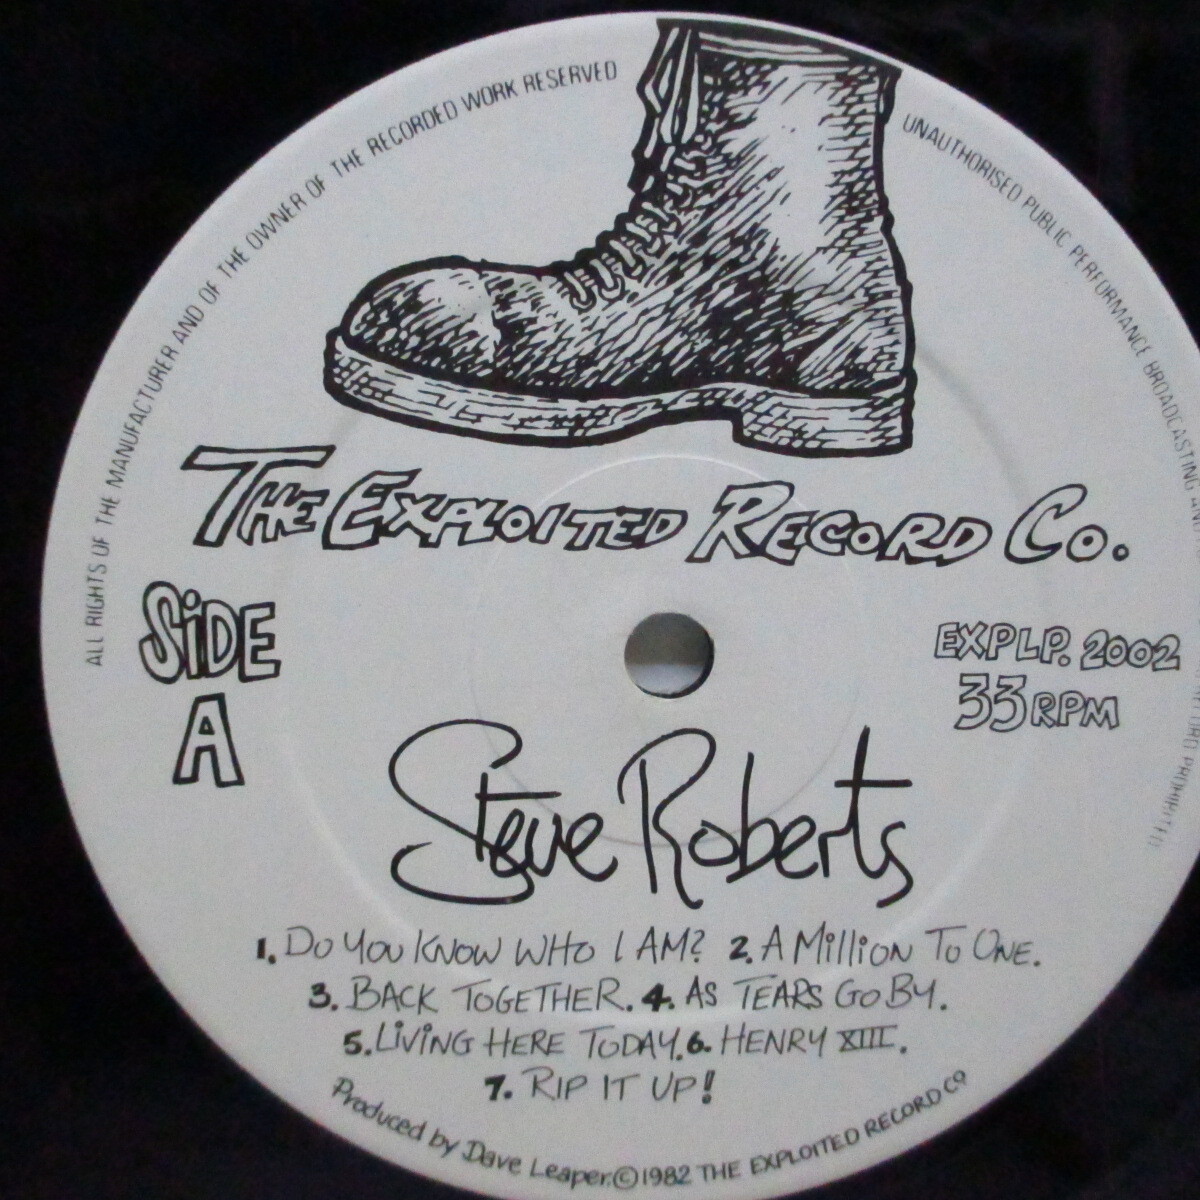 ALL RIGHTS OF THE MANUFACTURER AND OF THE OWNER OF THE RECORDED WORK RESERVED
UNAUTHORISED PUBLIC PERFORMANCE BROADCASTING
PROHIBITED
THE EXPLOITED RECORD CO.
SiDE
A
EXPLP. 2002
33 RPM
Steve Roberts
1. DO YOU KNOW WHO I AM? 2. A MilliON TO ONE.
3. BACK TOGETHER. 4. AS TEARS GO BY.
5. LiViNG HERE TODAY. 6. HENRY XIII.
7. RIP IT UP!
Produced by Dave Leaper. © 1982 THE EXPLOITED RECORD CO